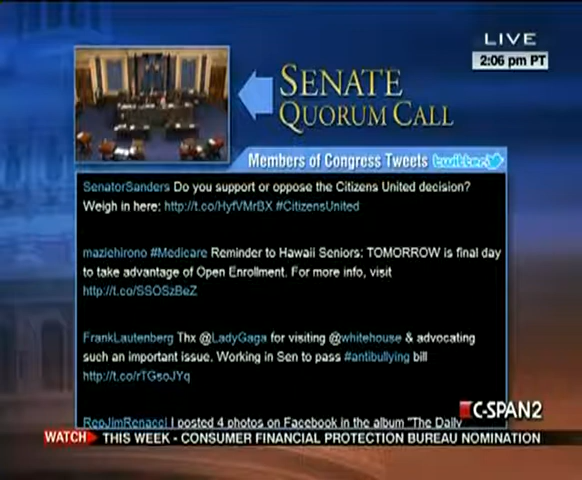 LIVE
2:06 pm PT
SENATE
QUORUM CALL
Members of Congress Tweets twitter
SenatorSanders Do you support or oppose the Citizens United decision?
Weigh in here: http://t.co/HyfVMrBX #CitizensUnited
maziehirono #Medicare Reminder to Hawaii Seniors: TOMORROW is final day
to take advantage of Open Enrollment. For more info, visit
http://t.co/SSOSzBeZ
FrankLautenberg Thx @LadyGaga for visiting @whitehouse & advocating
such an important issue. Working in Sen to pass #antibullying bill
http://t.co/rTGsoJYq
RepJimRenacci I posted 4 photos on Facebook in the album "The Daily
C-SPAN2
WATCH THIS WEEK - CONSUMER FINANCIAL PROTECTION BUREAU NOMINATION